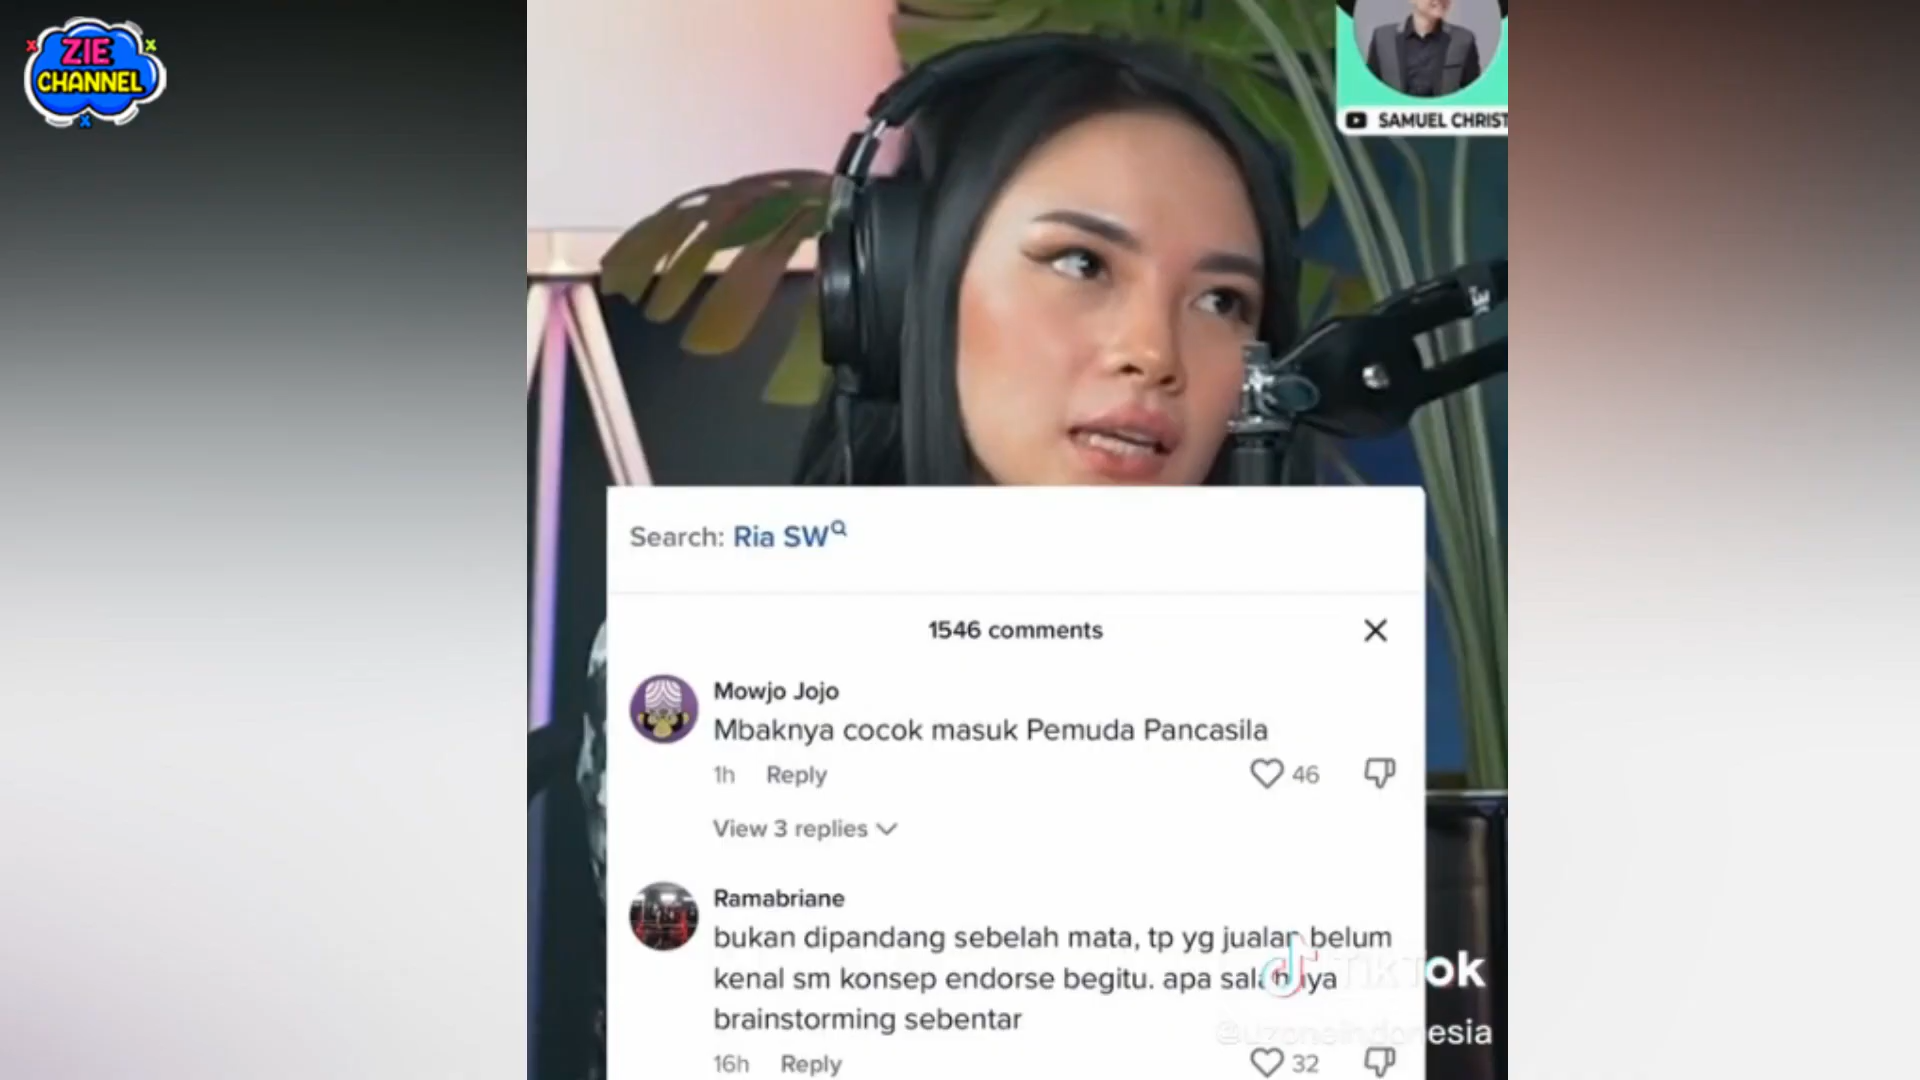 ZIE
CHANNEL
SAMUEL CHRIST
Search: Ria SW
1546 comments
Mowjo Jojo
Mbaknya cocok masuk Pemuda Pancasila
1h Reply
46
View 3 replies
Ramabriane
bukan dipandang sebelah mata, tp yg jualan belum
kenal sm konsep endorse begitu. apa salahnya
brainstorming sebentar
TikTok
@uzoneindonesia
16h Reply
32